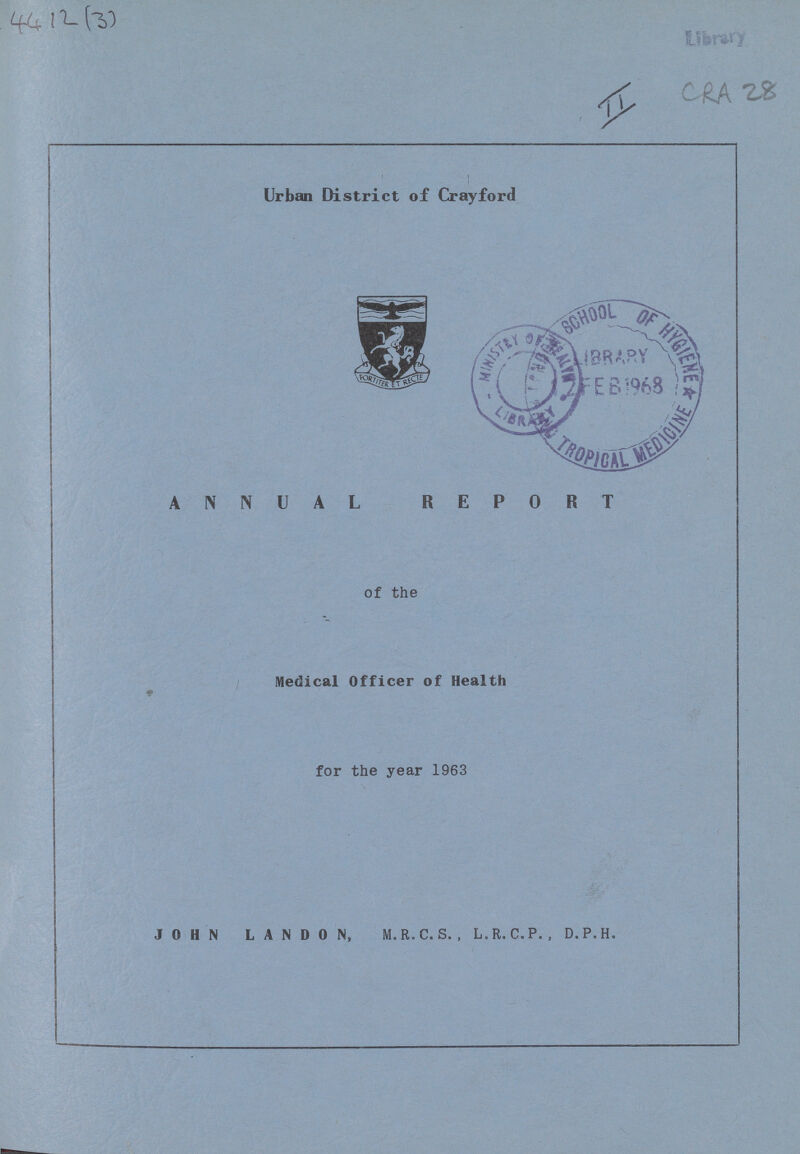 4412(3)
Library
II CRA 28
Urban District of Crayford
FORTITER ET RECTE
MINISTRY OF HEALTH
LIBRARY
SCHOOL OF HYGIENE
LIBRARY
FEB 1968
TROPICAL MEDICINE
ANNUAL REPORT
of the
Medical Officer of Health
for the year 1963
JOHN LANDON, M.R.C.S., L.R.C.P., D.P.H.